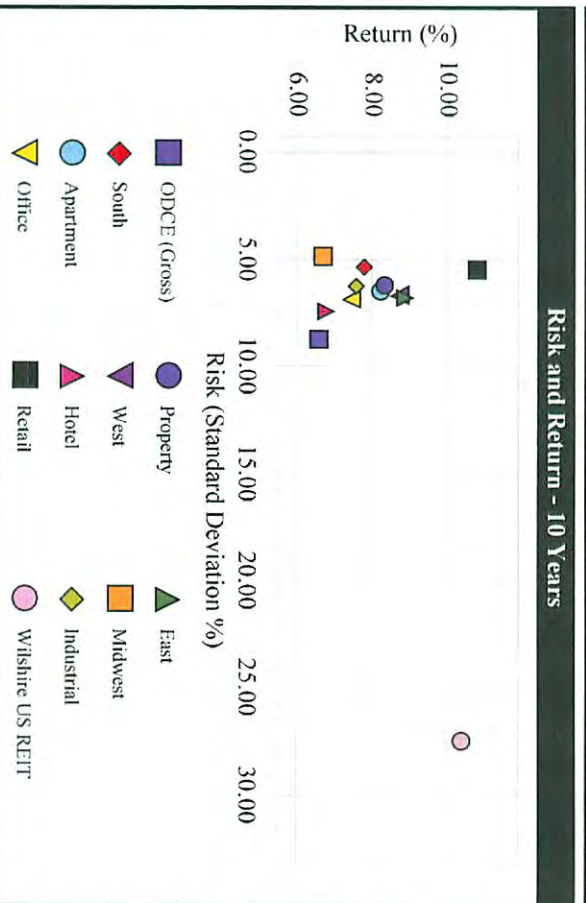 Risk and Return - 10 Years
Return (%)
10.00
8.00
6.00
0.00
5.00
10.00
15.00
20.00
25.00
30.00
Risk (Standard Deviation %)
ODCE (Gross)
Property
East
South
West
Midwest
Apartment
Hotel
Industrial
Office
Retail
Wilshire US REIT